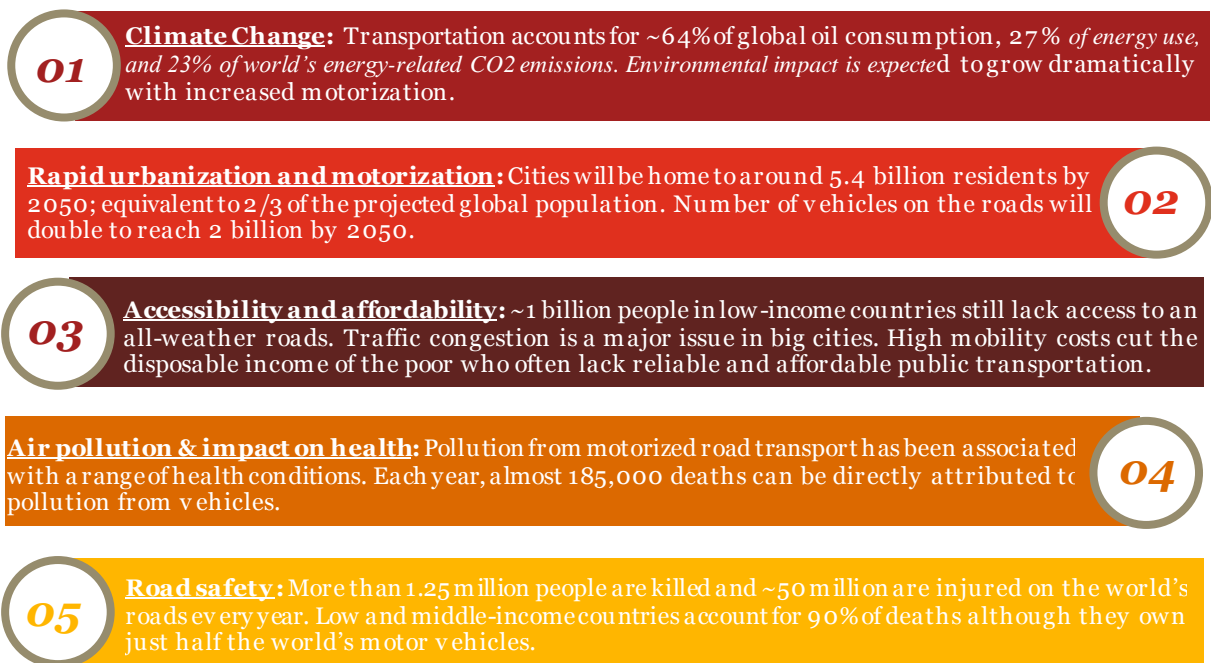 01
Climate Change: Transportation accounts for ~64% of global oil consumption, 27% of energy use,
and 23% of world's energy-related CO2 emissions. Environmental impact is expected to grow dramatically
with increased motorization.
Rapid urbanization and motorization: Cities will be home to around 5.4 billion residents by
2050; equivalent to 2/3 of the projected global population. Number of vehicles on the roads will
double to reach 2 billion by 2050.
02
03
Accessibility and affordability: ~1 billion people in low-income countries still lack access to an
all-weather roads. Traffic congestion is a major issue in big cities. High mobility costs cut the
disposable income of the poor who often lack reliable and affordable public transportation.
Air pollution & impact on health: Pollution from motorized road transport has been associated
with a range of health conditions. Each year, almost 185,000 deaths can be directly attributed to
pollution from vehicles.
04
05
Road safety: More than 1.25 million people are killed and ~50 million are injured on the world's
roads every year. Low and middle-income countries account for 90% of deaths although they own
just half the world's motor vehicles.